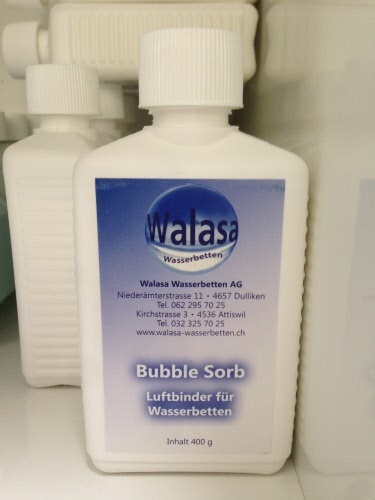 Walasa
Wasserbetten
Walasa Wasserbetten AG
Niederämterstrasse 11 • 4657 Dulliken
Tel. 062 295 70 25
Kirchstrasse 3 • 4536 Attiswil
Tel. 032 325 70 25
www.walasa-wasserbetten.ch
Bubble Sorb
Luftbinder für
Wasserbetten
Inhalt 400 g